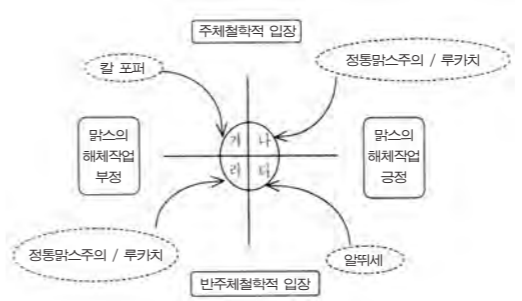 주체철학적 입장
칼 포퍼
정통맑스주의 / 루카치
맑스의
해체작업
부정
가 나
라 다
맑스의
해체작업
긍정
정통맑스주의 / 루카치
알뛰세
반주체철학적 입장